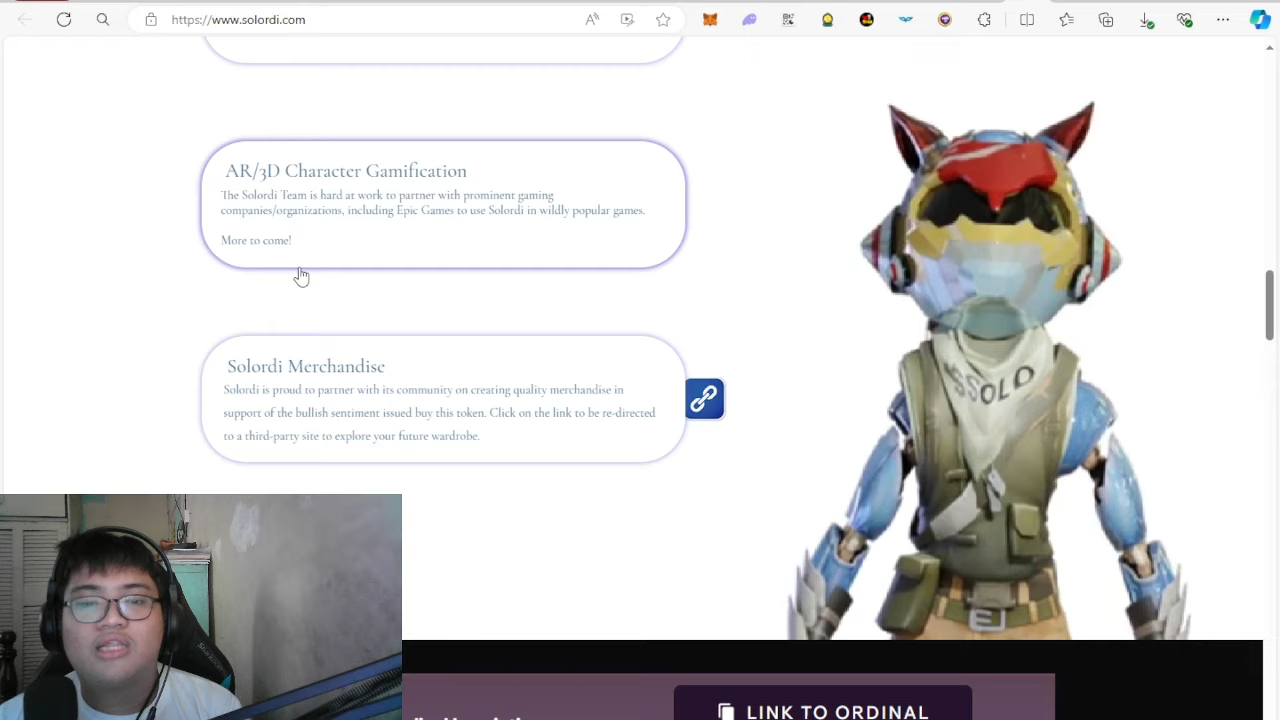 https://www.solordi.com
AR/3D Character Gamification
The Solordi Team is hard at work to partner with prominent gaming
companies/organizations, including Epic Games to use Solordi in wildly popular games.
More to come!
Solordi Merchandise
Solordi is proud to partner with its community on creating quality merchandise in
support of the bullish sentiment issued buy this token. Click on the link to be re-directed
to a third-party site to explore your future wardrobe.
$SOLO
LINK TO ORDINAL